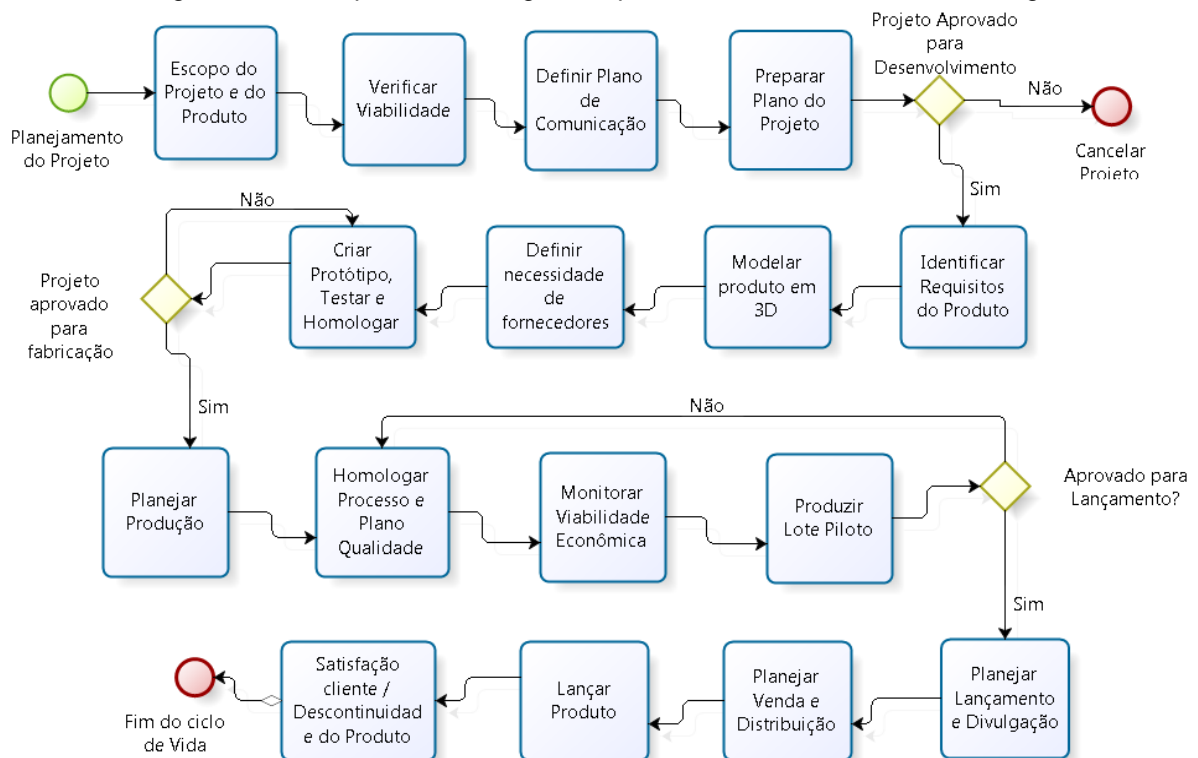 Planejamento
do Projeto
Escopo do
Projeto e do
Produto
Verificar
Viabilidade
Definir Plano
de
Comunicação
Preparar
Plano do
Projeto
Projeto Aprovado
para
Desenvolvimento
Não
Cancelar
Projeto
Sim
Identificar
Requisitos
do Produto
Modelar
produto em
3D
Definir
necessidade
de
fornecedores
Criar
Protótipo,
Testar e
Homologar
Não
Projeto
aprovado
para
fabricação
Sim
Planejar
Produção
Homologar
Processo e
Plano
Qualidade
Monitorar
Viabilidade
Econômica
Produzir
Lote Piloto
Não
Aprovado para
Lançamento?
Sim
Planejar
Lançamento
e Divulgação
Planejar
Venda e
Distribuição
Lançar
Produto
Satisfação
cliente /
Descontinuidad
e do Produto
Fim do ciclo
de Vida